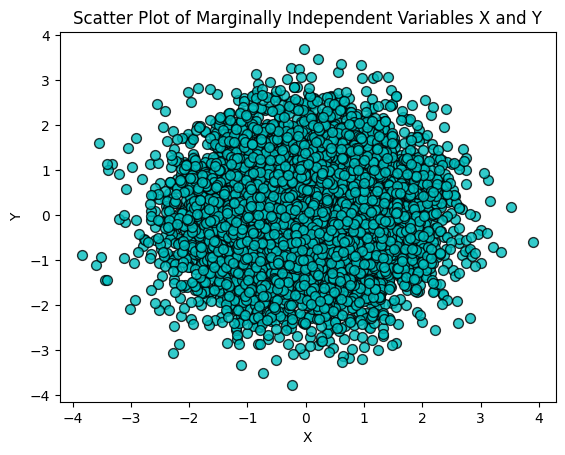 Scatter Plot of Marginally Independent Variables X and Y
4
3
2
1
0
−1
−2
−3
−4
Y
−4 −3 −2 −1 0 1 2 3 4
X